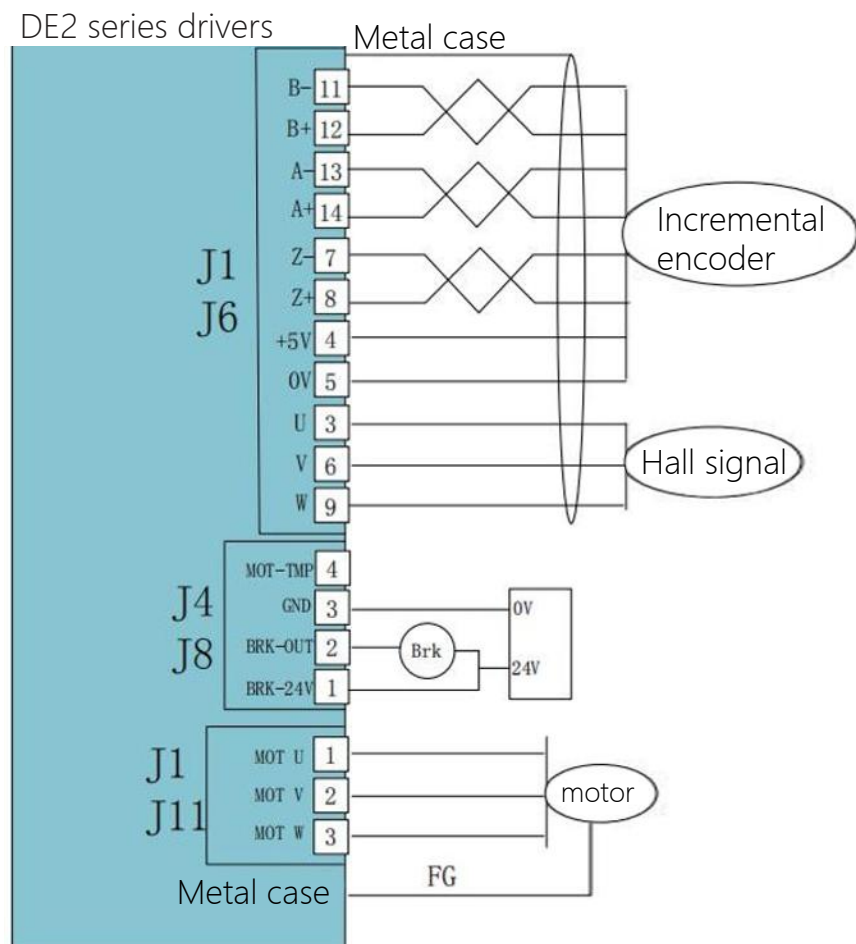 DE2 series drivers
Metal case
B- 11
B+ 12
A- 13
A+ 14
Z- 7
Z+ 8
+5V 4
0V 5
U 3
V 6
W 9
J1
J6
Incremental
encoder
Hall signal
MOT-TMP 4
GND 3
BRK-OUT 2
BRK-24V 1
J4
J8
Brk
0V
24V
MOT U 1
MOT V 2
MOT W 3
J1
J11
motor
Metal case
FG